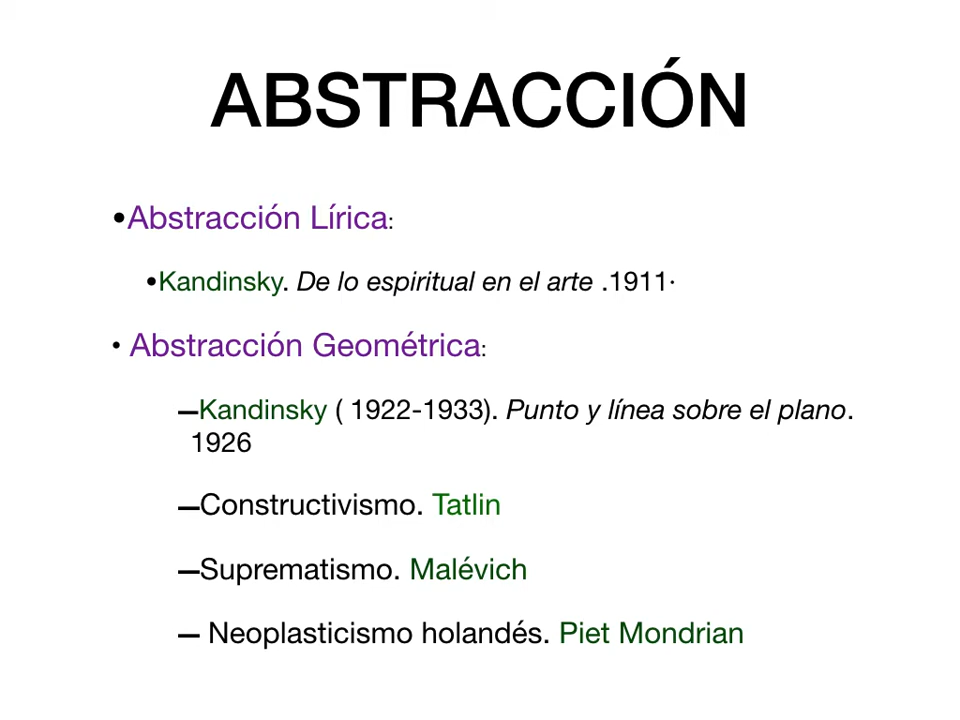 ABSTRACCIÓN
•Abstracción Lírica:
•Kandinsky. De lo espiritual en el arte .1911·
• Abstracción Geométrica:
–Kandinsky ( 1922-1933). Punto y línea sobre el plano.
1926
–Constructivismo. Tatlin
–Suprematismo. Malévich
– Neoplasticismo holandés. Piet Mondrian